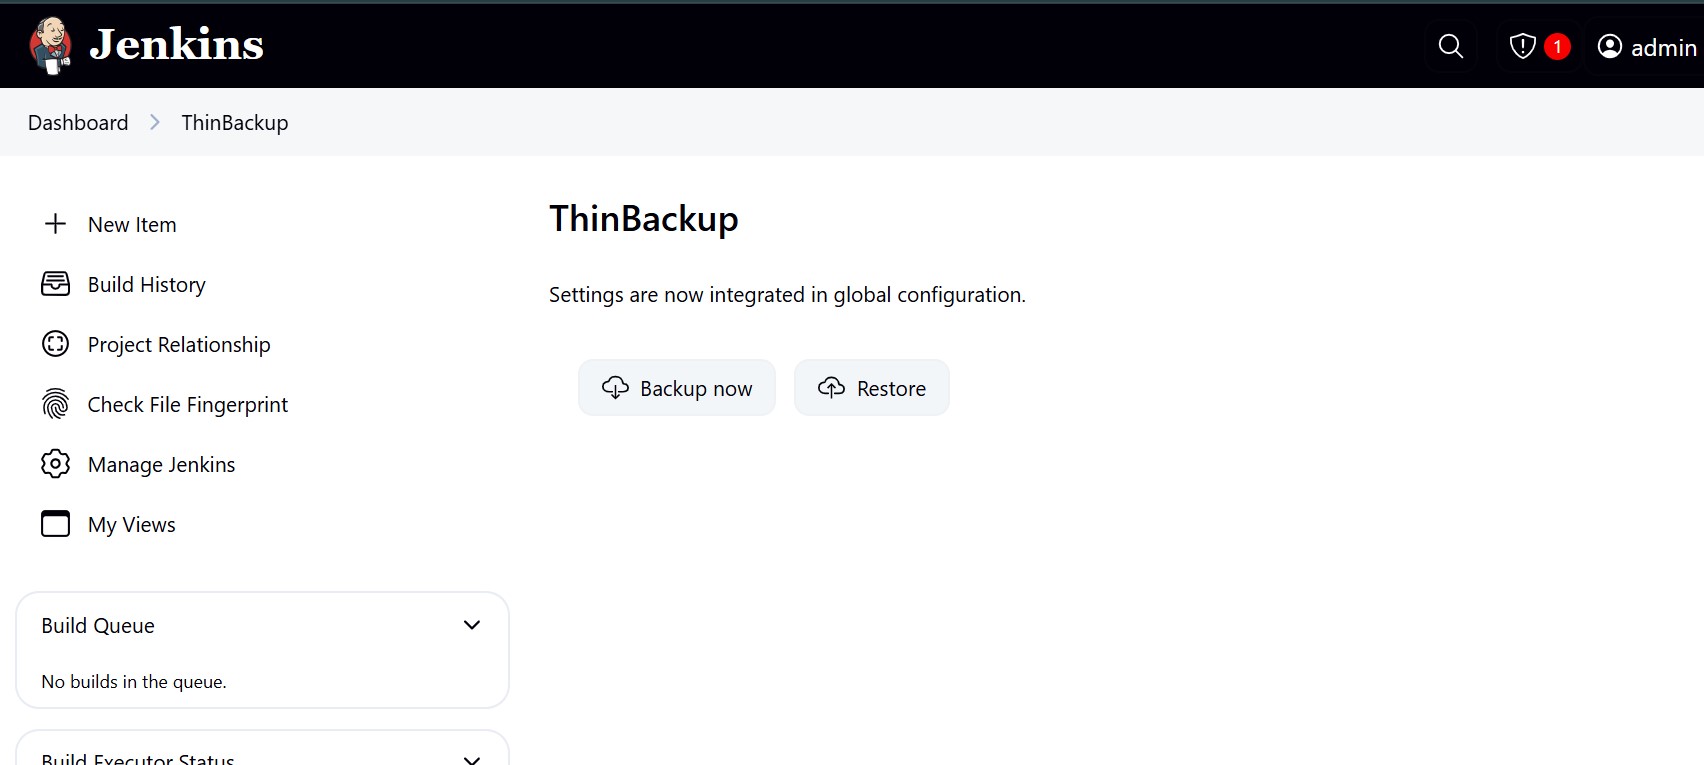 Jenkins
1
admin
Dashboard
ThinBackup
New Item
Build History
Project Relationship
Check File Fingerprint
Manage Jenkins
My Views
Build Queue
No builds in the queue.
Build Executor Status
ThinBackup
Settings are now integrated in global configuration.
Backup now
Restore